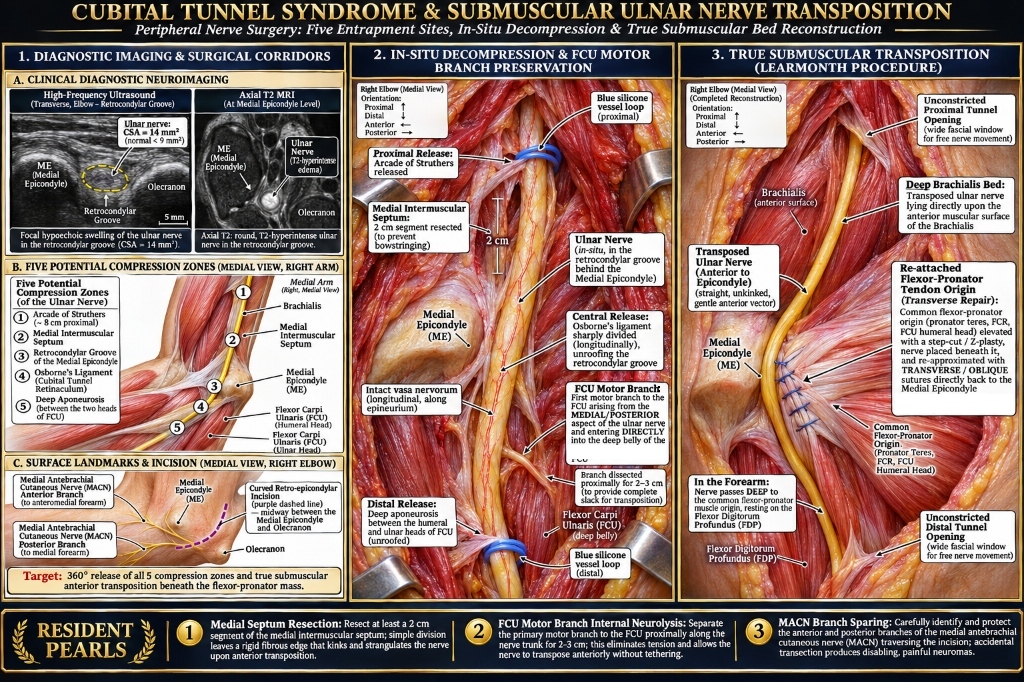 CUBITAL TUNNEL SYNDROME & SUBMUSCULAR ULNAR NERVE TRANSPOSITION
Peripheral Nerve Surgery: Five Entrapment Sites, In-Situ Decompression & True Submuscular Bed Reconstruction
1. DIAGNOSTIC IMAGING & SURGICAL CORRIDORS
A. CLINICAL DIAGNOSTIC NEUROIMAGING
High-Frequency Ultrasound
(Transverse, Elbow – Retrocondylar Groove)
Ulnar nerve:
CSA = 14 mm²
(normal < 9 mm²)
ME
(Medial
Epicondyle)
Olecranon
Retrocondylar
Groove
5 mm
Focal hypoechoic swelling of the ulnar nerve
in the retrocondylar groove (CSA = 14 mm²).
Axial T2 MRI
(At Medial Epicondyle Level)
ME
(Medial
Epicondyle)
Ulnar
Nerve
(T2-hyperintense
edema)
Olecranon
Axial T2: round, T2-hyperintense ulnar
nerve in the retrocondylar groove.
B. FIVE POTENTIAL COMPRESSION ZONES (MEDIAL VIEW, RIGHT ARM)
Five Potential
Compression Zones
(of the Ulnar Nerve)
1 Arcade of Struthers
(~ 8 cm proximal)
2 Medial Intermuscular
Septum
3 Retrocondylar Groove
of the Medial Epicondyle
4 Osborne's Ligament
(Cubital Tunnel
Retinaculum)
5 Deep Aponeurosis
(between the two heads
of FCU)
Medial Arm
(Right, Medial View)
1
Brachialis
2
Medial
Intermuscular
Septum
3
Medial
Epicondyle (ME)
4
5
Flexor Carpi
Ulnaris (FCU)
(Humeral Head)
Flexor Carpi
Ulnaris (FCU)
(Ulnar Head)
C. SURFACE LANDMARKS & INCISION (MEDIAL VIEW, RIGHT ELBOW)
Medial Antebrachial
Cutaneous Nerve (MACN)
Anterior Branch
(to anteromedial forearm)
Medial Antebrachial
Cutaneous Nerve (MACN)
Posterior Branch
(to medial forearm)
Medial
Epicondyle
(ME)
Curved Retro-epicondylar
Incision
(purple dashed line)
— midway between the
Medial Epicondyle
and Olecranon
Olecranon
Target: 360° release of all 5 compression zones and true submuscular
anterior transposition beneath the flexor-pronator mass.
2. IN-SITU DECOMPRESSION & FCU MOTOR
BRANCH PRESERVATION
Right Elbow (Medial View)
Orientation:
Proximal ↑
Distal ↓
Anterior ←
Posterior →
Blue silicone
vessel loop
(proximal)
Proximal Release:
Arcade of Struthers
released
Medial Intermuscular
Septum:
2 cm segment resected
(to prevent
bowstringing)
2 cm
Ulnar Nerve
(in-situ, in the
retrocondylar groove
behind the
Medial Epicondyle)
Medial
Epicondyle
(ME)
Central Release:
Osborne's ligament
sharply divided
(longitudinally),
unroofing the
retrocondylar groove
Intact vasa nervorum
(longitudinal, along
epineurium)
FCU Motor Branch
First motor branch to the
FCU arising from the
MEDIAL/POSTERIOR
aspect of the ulnar nerve
and entering DIRECTLY
into the deep belly of the
FCU
Branch dissected
proximally for 2–3 cm
(to provide complete
slack for transposition)
Distal Release:
Deep aponeurosis
between the humeral
and ulnar heads of FCU
(unroofed)
Flexor Carpi
Ulnaris (FCU)
(deep belly)
Blue silicone
vessel loop
(distal)
3. TRUE SUBMUSCULAR TRANSPOSITION
(LEARMONTH PROCEDURE)
Right Elbow (Medial View)
(Completed Reconstruction)
Orientation:
Proximal ↑
Distal ↓
Anterior ←
Posterior →
Unconstricted
Proximal Tunnel
Opening
(wide fascial window
for free nerve movement)
Brachialis
(anterior surface)
Deep Brachialis Bed:
Transposed ulnar nerve
lying directly upon the
anterior muscular surface
of the Brachialis
Transposed
Ulnar Nerve
(Anterior to
Epicondyle)
(straight, unkinked,
gentle anterior vector)
Re-attached
Flexor-Pronator
Tendon Origin
(Transverse Repair):
Common flexor-pronator
origin (pronator teres, FCR,
FCU humeral head) elevated
with a step-cut / Z-plasty,
nerve placed beneath it,
and re-approximated with
TRANSVERSE / OBLIQUE
sutures directly back to the
Medial Epicondyle
Medial
Epicondyle
(ME)
Common
Flexor-Pronator
Origin.
(Pronator Teres,
FCR, FCU
Humeral Head)
In the Forearm:
Nerve passes DEEP to
the common flexor-pronator
muscle origin, resting on the
Flexor Digitorum
Profundus (FDP)
Flexor Digitorum
Profundus (FDP)
Unconstricted
Distal Tunnel
Opening
(wide fascial window
for free nerve movement)
RESIDENT
PEARLS
1 Medial Septum Resection: Resect at least a 2 cm
segment of the medial intermuscular septum; simple division
leaves a rigid fibrous edge that kinks and strangulates the nerve
upon anterior transposition.
2 FCU Motor Branch Internal Neurolysis: Separate
the primary motor branch to the FCU proximally along the
nerve trunk for 2–3 cm; this eliminates tension and allows the
nerve to transpose anteriorly without tethering.
3 MACN Branch Sparing: Carefully identify and protect
the anterior and posterior branches of the medial antebrachial
cutaneous nerve (MACN) traversing the incision; accidental
transection produces disabling, painful neuromas.